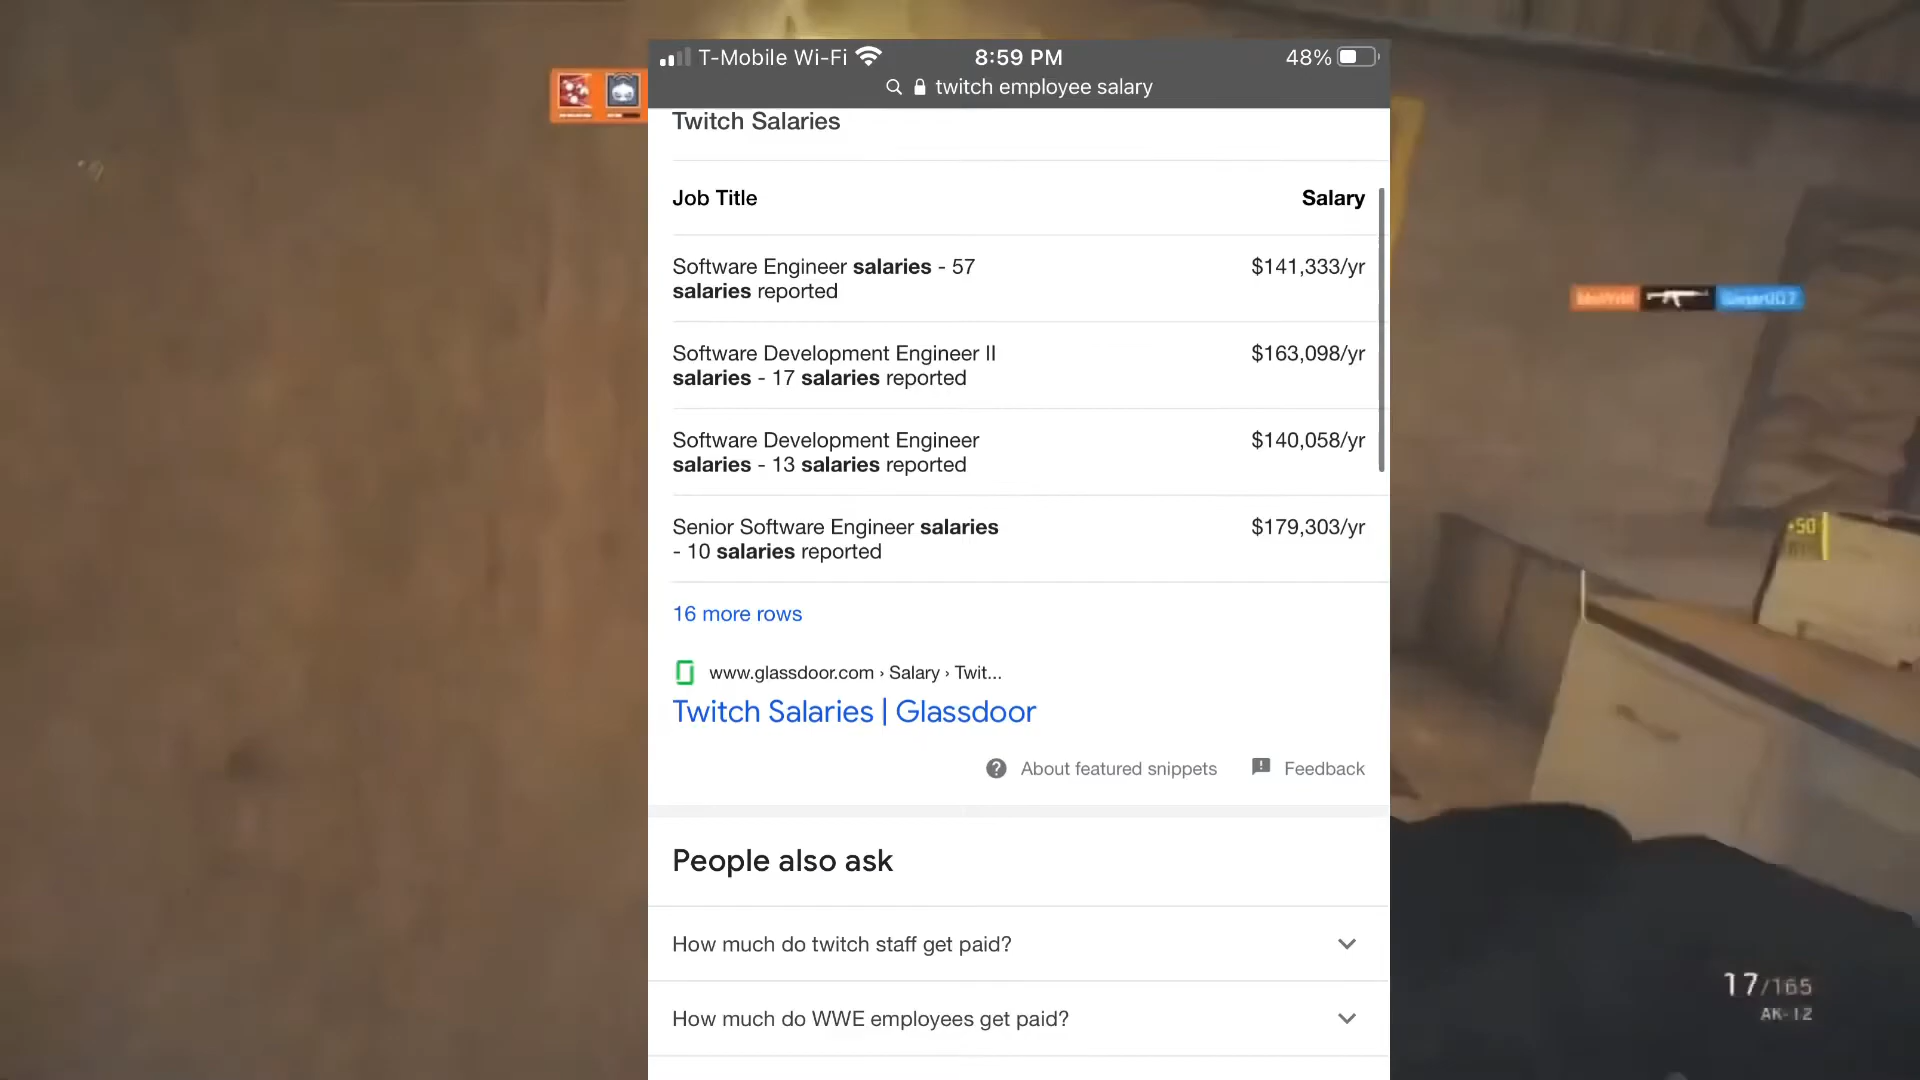 T-Mobile Wi-Fi 8:59 PM 48%
twitch employee salary
Twitch Salaries
Job Title Salary
Software Engineer salaries - 57 $141,333/yr
salaries reported
Software Development Engineer II $163,098/yr
salaries - 17 salaries reported
Software Development Engineer $140,058/yr
salaries - 13 salaries reported
Senior Software Engineer salaries $179,303/yr
- 10 salaries reported
16 more rows
www.glassdoor.com › Salary › Twit...
Twitch Salaries | Glassdoor
About featured snippets Feedback
People also ask
How much do twitch staff get paid?
How much do WWE employees get paid?
+50
17/165
AK-12